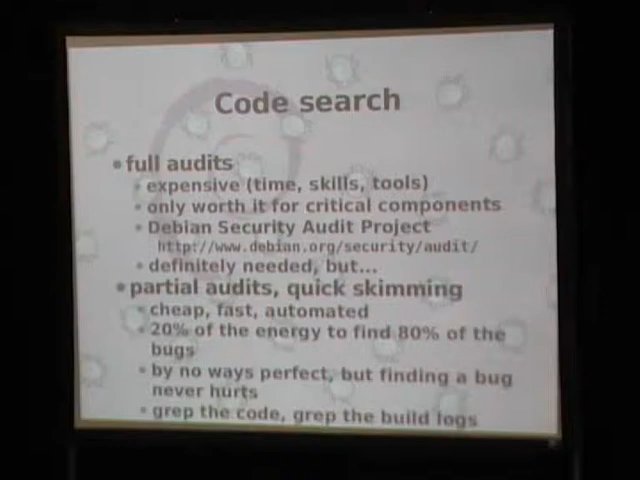 Code search
• full audits
• expensive (time, skills, tools)
• only worth it for critical components
• Debian Security Audit Project
http://www.debian.org/security/audit/
• definitely needed, but...
• partial audits, quick skimming
• cheap, fast, automated
• 20% of the energy to find 80% of the
bugs
• by no ways perfect, but finding a bug
never hurts
• grep the code, grep the build logs